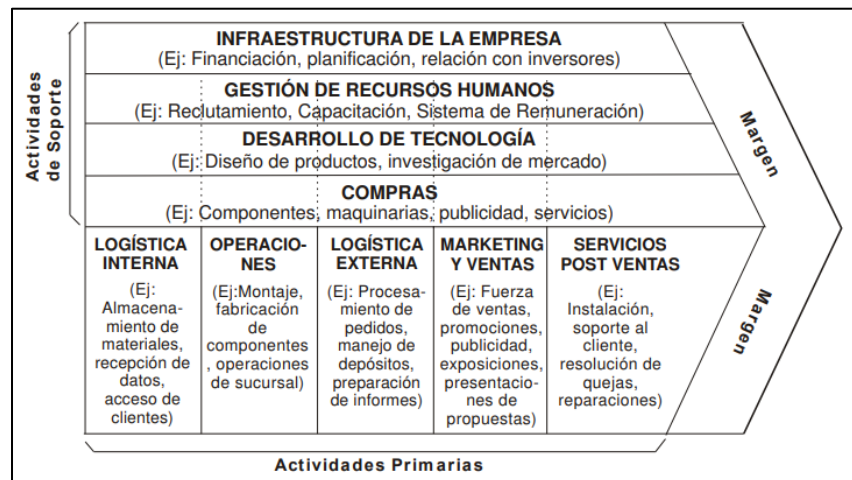 Actividades
de Soporte
INFRAESTRUCTURA DE LA EMPRESA
(Ej: Financiación, planificación, relación con inversores)
GESTIÓN DE RECURSOS HUMANOS
(Ej: Reclutamiento, Capacitación, Sistema de Remuneración)
DESARROLLO DE TECNOLOGÍA
(Ej: Diseño de productos, investigación de mercado)
COMPRAS
(Ej: Componentes, maquinarias, publicidad, servicios)
LOGÍSTICA
INTERNA
(Ej:
Almacena-
miento de
materiales,
recepción de
datos,
acceso de
clientes)
OPERACIO-
NES
(Ej:Montaje,
fabricación
de
componentes
, operaciones
de sucursal)
LOGÍSTICA
EXTERNA
(Ej: Procesa-
miento de
pedidos,
manejo de
depósitos,
preparación
de informes)
MARKETING
Y VENTAS
(Ej: Fuerza
de ventas,
promociones,
publicidad,
exposiciones,
presentacio-
nes de
propuestas)
SERVICIOS
POST VENTAS
(Ej:
Instalación,
soporte al
cliente,
resolución de
quejas,
reparaciones)
Margen
Margen
Actividades Primarias